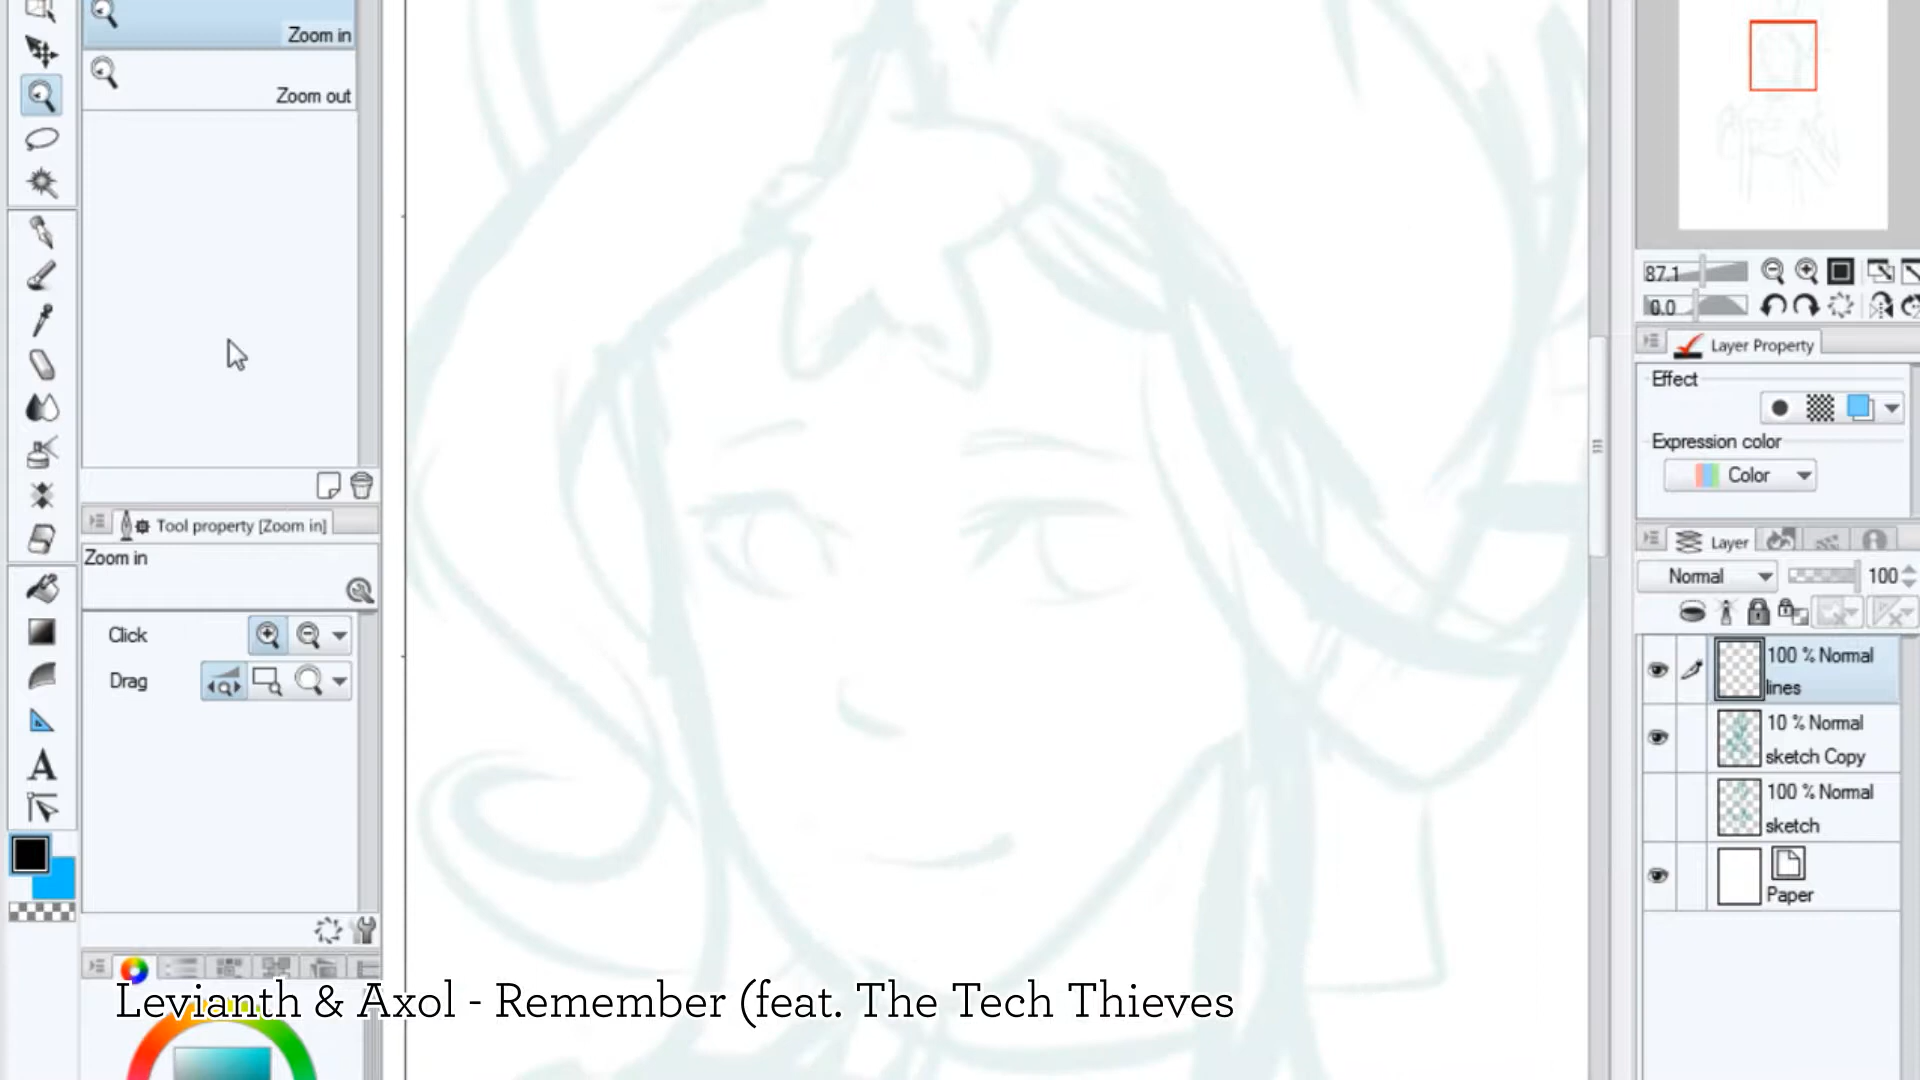 Zoom in
Zoom out
Tool property [Zoom in]
Zoom in
Click
Drag
87.1
0.0
Layer Property
Effect
Expression color
Color
Layer
Normal
100
100 % Normal
lines
10 % Normal
sketch Copy
100 % Normal
sketch
Paper
A
Levianth & Axol - Remember (feat. The Tech Thieves